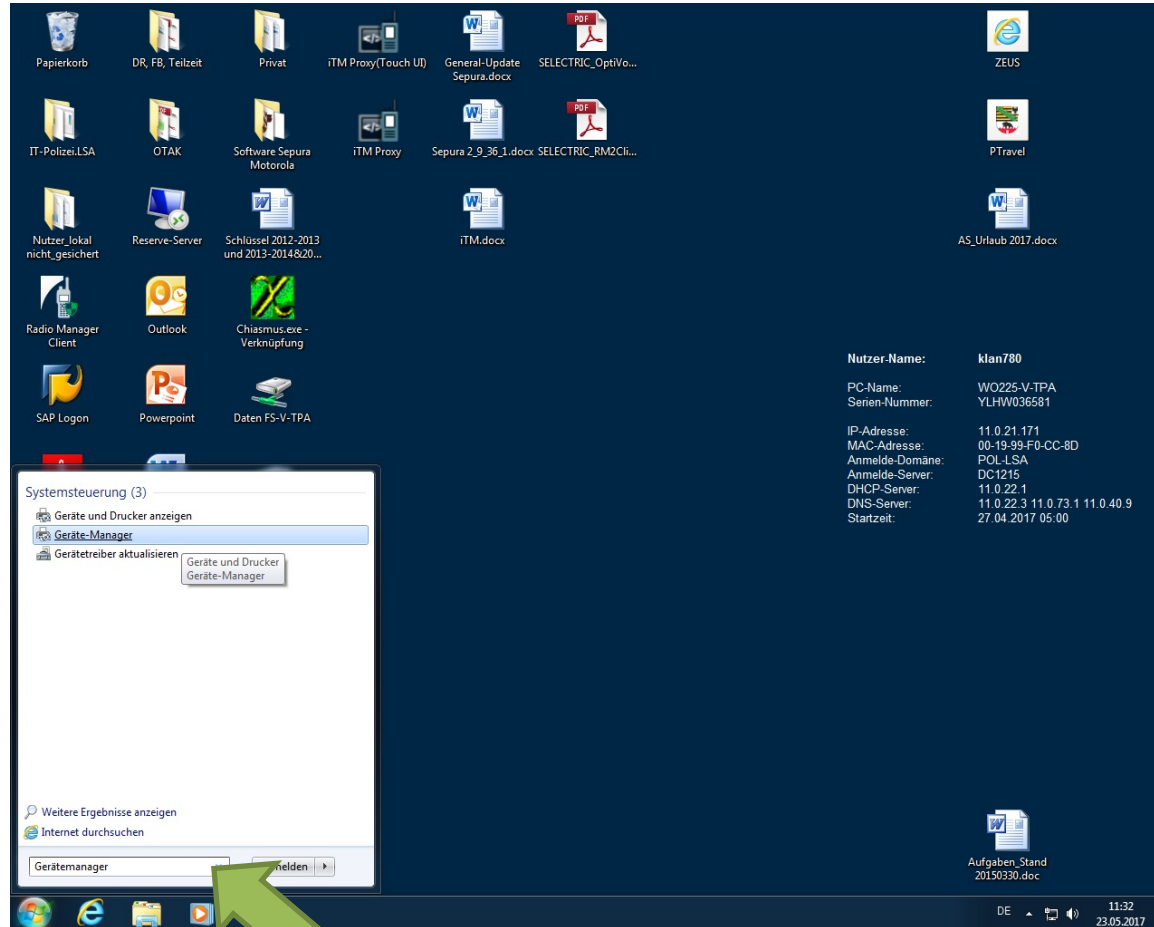 Papierkorb
DR, FB, Teilzeit
Privat
iTM Proxy(Touch UI)
General-Update
Sepura.docx
SELECTRIC_OptiVo...
ZEUS
IT-Polizei.LSA
OTAK
Software Sepura
Motorola
iTM Proxy
Sepura 2_9_36_1.docx
SELECTRIC_RM2Cli...
PTravel
Nutzer_lokal
nicht_gesichert
Reserve-Server
Schlüssel 2012-2013
und 2013-2014&20...
iTM.docx
AS_Urlaub 2017.docx
Radio Manager
Client
Outlook
Chiasmus.exe -
Verknüpfung
SAP Logon
Powerpoint
Daten FS-V-TPA
Nutzer-Name: klan780
PC-Name: WO225-V-TPA
Serien-Nummer: YLHW036581
IP-Adresse: 11.0.21.171
MAC-Adresse: 00-19-99-F0-CC-8D
Anmelde-Domäne: POL-LSA
Anmelde-Server: DC1215
DHCP-Server: 11.0.22.1
DNS-Server: 11.0.22.3 11.0.73.1 11.0.40.9
Startzeit: 27.04.2017 05:00
Systemsteuerung (3)
Geräte und Drucker anzeigen
Geräte-Manager
Gerätetreiber aktualisieren
Geräte und Drucker
Geräte-Manager
Weitere Ergebnisse anzeigen
Internet durchsuchen
Gerätemanager
melden
Aufgaben_Stand
20150330.doc
DE
11:32
23.05.2017